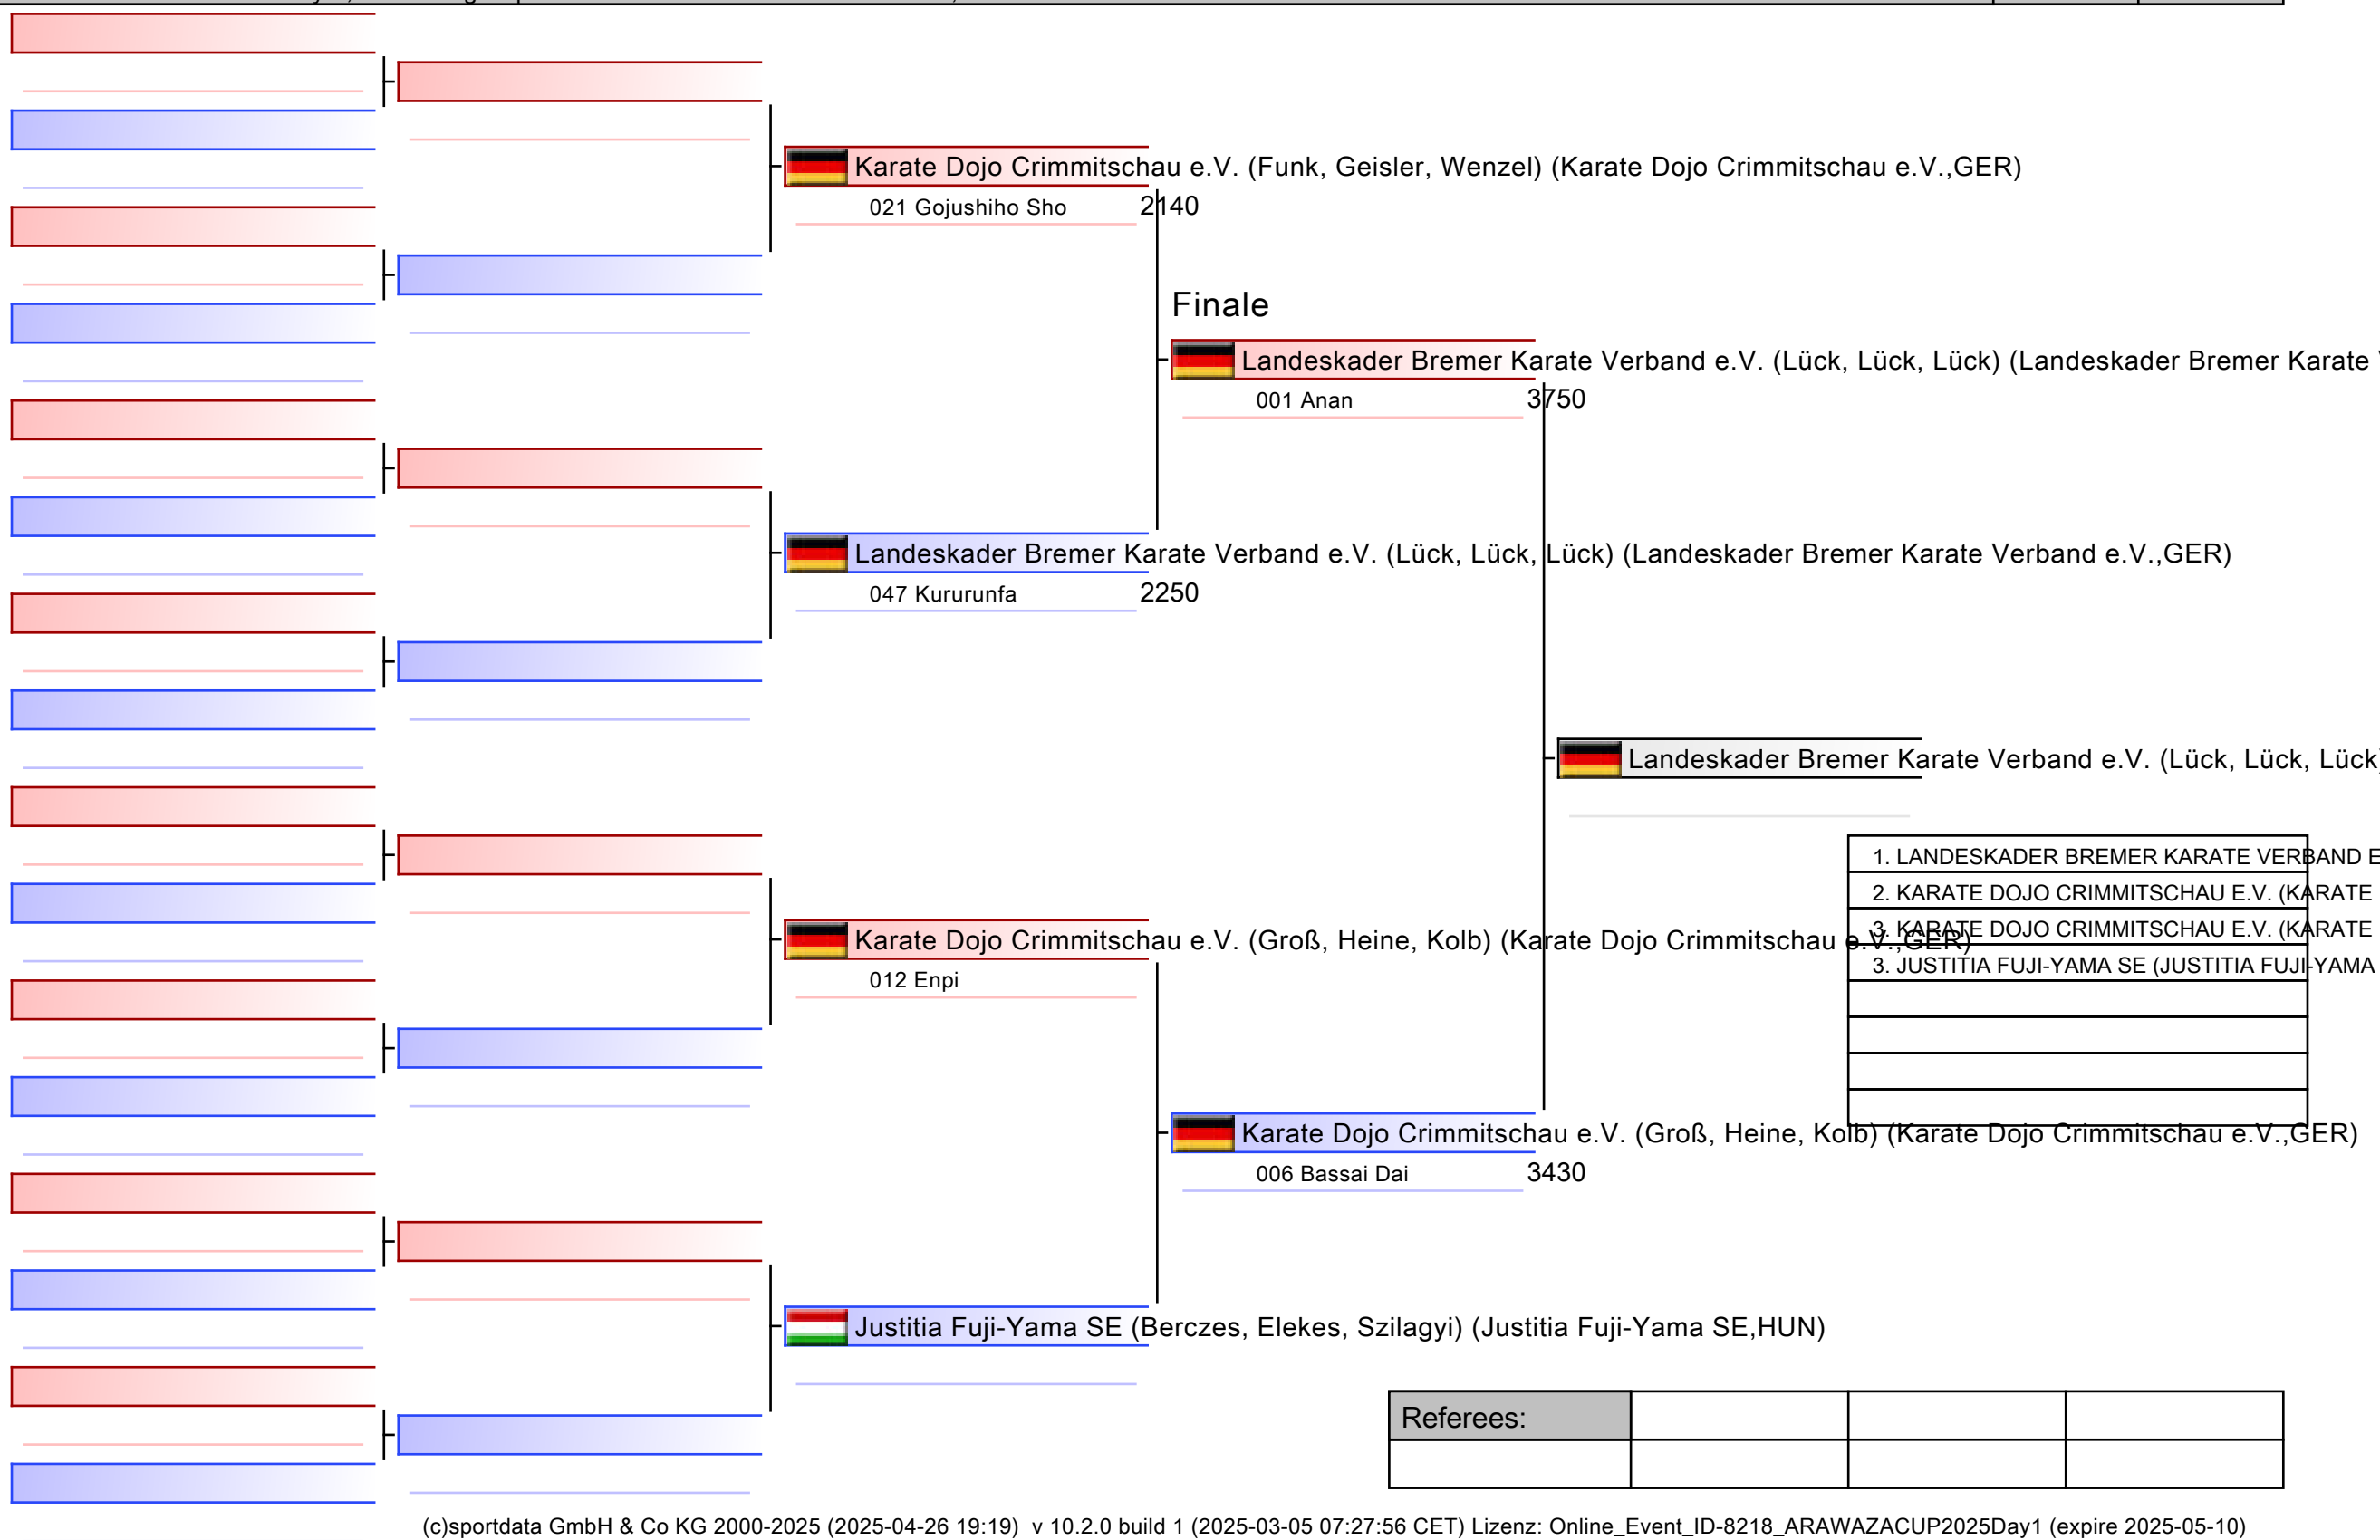 Karate Dojo Crimmitschau e.V. (Funk, Geisler, Wenzel) (Karate Dojo Crimmitschau e.V.,GER)
021 Gojushiho Sho 2140
Finale
Landeskader Bremer Karate Verband e.V. (Lück, Lück, Lück) (Landeskader Bremer Karate
001 Anan 3750
Landeskader Bremer Karate Verband e.V. (Lück, Lück, Lück) (Landeskader Bremer Karate Verband e.V.,GER)
047 Kururunfa 2250
Landeskader Bremer Karate Verband e.V. (Lück, Lück, Lück
1. LANDESKADER BREMER KARATE VERBAND E
2. KARATE DOJO CRIMMITSCHAU E.V. (KARATE
3. KARATE DOJO CRIMMITSCHAU E.V. (KARATE
Karate Dojo Crimmitschau e.V. (Groß, Heine, Kolb) (Karate Dojo Crimmitschau e.V.,GER)
3. JUSTITIA FUJI-YAMA SE (JUSTITIA FUJI-YAMA
012 Enpi
Karate Dojo Crimmitschau e.V. (Groß, Heine, Kolb) (Karate Dojo Crimmitschau e.V.,GER)
006 Bassai Dai 3430
Justitia Fuji-Yama SE (Berczes, Elekes, Szilagyi) (Justitia Fuji-Yama SE,HUN)
Referees:
(c)sportdata GmbH & Co KG 2000-2025 (2025-04-26 19:19) v 10.2.0 build 1 (2025-03-05 07:27:56 CET) Lizenz: Online_Event_ID-8218_ARAWAZACUP2025Day1 (expire 2025-05-10)